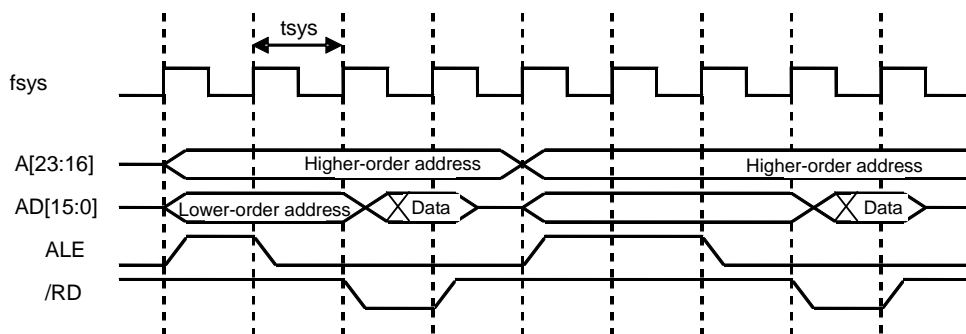 tsys
fsys
A[23:16]
Higher-order address
Higher-order address
AD[15:0]
Lower-order address
Data
Data
ALE
/RD